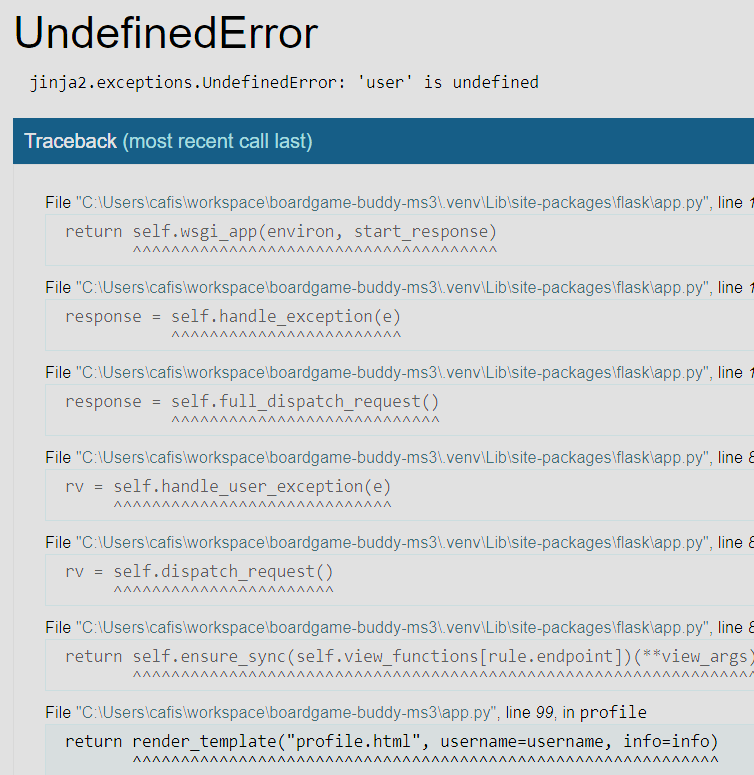 UndefinedError
jinja2.exceptions.UndefinedError: 'user' is undefined
Traceback (most recent call last)
File "C:\Users\cafis\workspace\boardgame-buddy-ms3\.venv\Lib\site-packages\flask\app.py", line 1
return self.wsgi_app(environ, start_response)
^^^^^^^^^^^^^^^^^^^^^^^^^^^^^^^^^^^^^^
File "C:\Users\cafis\workspace\boardgame-buddy-ms3\.venv\Lib\site-packages\flask\app.py", line 1
response = self.handle_exception(e)
^^^^^^^^^^^^^^^^^^^^^^^^
File "C:\Users\cafis\workspace\boardgame-buddy-ms3\.venv\Lib\site-packages\flask\app.py", line 1
response = self.full_dispatch_request()
^^^^^^^^^^^^^^^^^^^^^^^^^^^^
File "C:\Users\cafis\workspace\boardgame-buddy-ms3\.venv\Lib\site-packages\flask\app.py", line 8
rv = self.handle_user_exception(e)
^^^^^^^^^^^^^^^^^^^^^^^^^^^^^
File "C:\Users\cafis\workspace\boardgame-buddy-ms3\.venv\Lib\site-packages\flask\app.py", line 8
rv = self.dispatch_request()
^^^^^^^^^^^^^^^^^^^^^^^
File "C:\Users\cafis\workspace\boardgame-buddy-ms3\.venv\Lib\site-packages\flask\app.py", line 8
return self.ensure_sync(self.view_functions[rule.endpoint])(**view_args)
^^^^^^^^^^^^^^^^^^^^^^^^^^^^^^^^^^^^^^^^^^^^^^^^^^^^^^^^^^^^^^^^^
File "C:\Users\cafis\workspace\boardgame-buddy-ms3\app.py", line 99, in profile
return render_template("profile.html", username=username, info=info)
^^^^^^^^^^^^^^^^^^^^^^^^^^^^^^^^^^^^^^^^^^^^^^^^^^^^^^^^^^^^^